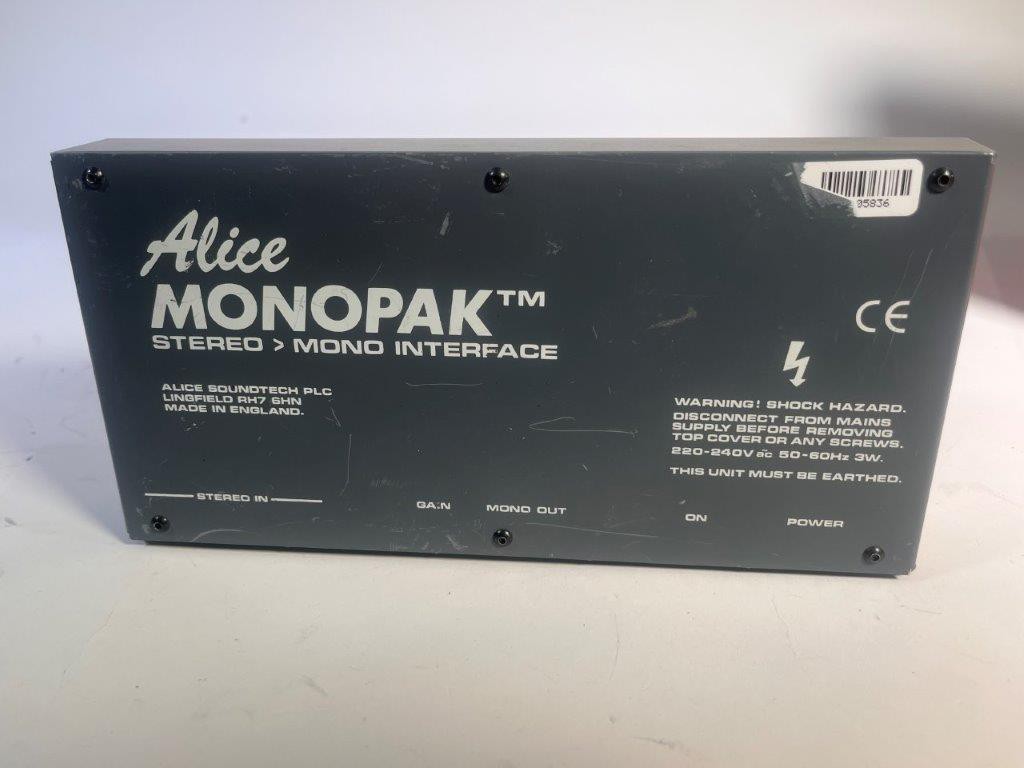 05836
Alice
MONOPAK™
STEREO > MONO INTERFACE
ALICE SOUNDTECH PLC
LINGFIELD RH7 6HN
MADE IN ENGLAND.
CE
WARNING! SHOCK HAZARD.
DISCONNECT FROM MAINS
SUPPLY BEFORE REMOVING
TOP COVER OR ANY SCREWS.
220-240V ac 50-60Hz 3W.
THIS UNIT MUST BE EARTHED.
STEREO IN
GAIN
MONO OUT
ON
POWER